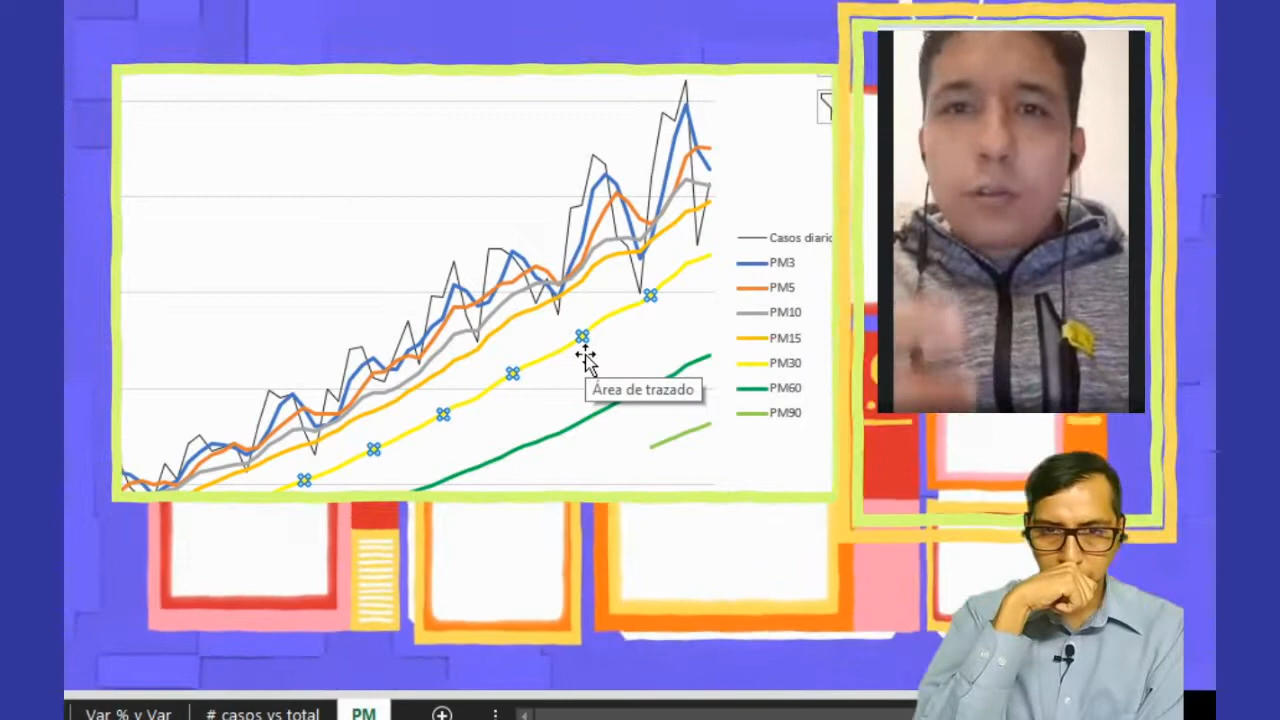 Casos diario
PM3
PM5
PM10
PM15
PM30
PM60
PM90
Área de trazado
Var % y Var
# casos vs total
PM